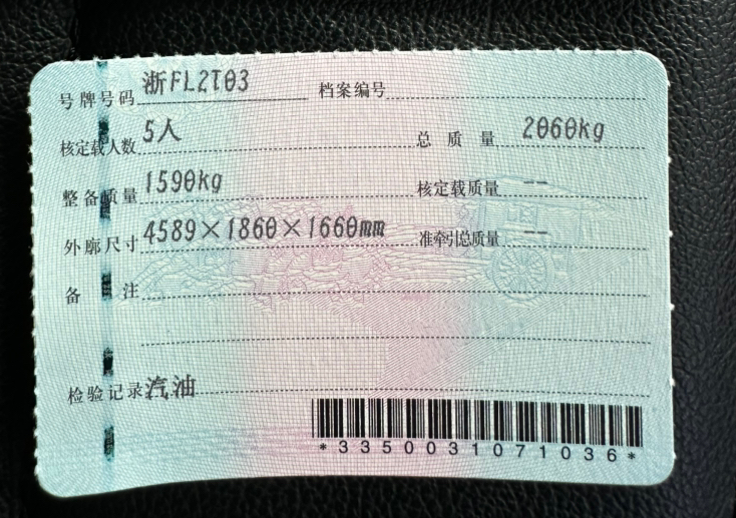 号牌号码 浙FL2T03 档案编号
核定载人数 5人 总质量 2060kg
整备质量 1590kg 核定载质量 --
外廓尺寸 4589×1860×1660mm 准牵引总质量 --
备注
检验记录 汽油
*3350031071036*